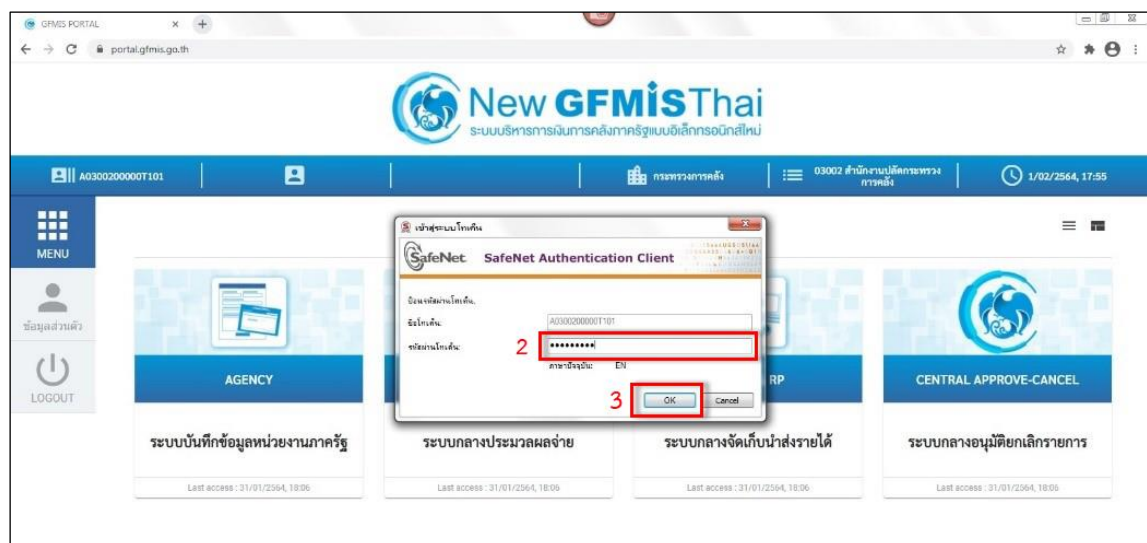 GFMIS PORTAL
portal.gfmis.go.th
New GFMISThai
ระบบบริหารการเงินการคลังภาครัฐแบบอิเล็กทรอนิกส์ใหม่
A0300200000T101
กระทรวงการคลัง
03002 สำนักงานปลัดกระทรวง
การคลัง
1/02/2564, 17:55
MENU
ข้อมูลส่วนตัว
LOGOUT
เข้าสู่ระบบโทเค็น
SafeNet SafeNet Authentication Client
ป้อนรหัสผ่านโทเค็น.
ชื่อโทเค็น: A0300200000T101
รหัสผ่านโทเค็น: 2 •••••••••
ภาษาปัจจุบัน: EN
3 OK Cancel
AGENCY
RP
CENTRAL APPROVE-CANCEL
ระบบบันทึกข้อมูลหน่วยงานภาครัฐ
ระบบกลางประมวลผลจ่าย
ระบบกลางจัดเก็บนำส่งรายได้
ระบบกลางอนุมัติยกเลิกรายการ
Last access : 31/01/2564, 18:06
Last access : 31/01/2564, 18:06
Last access : 31/01/2564, 18:06
Last access : 31/01/2564, 18:06